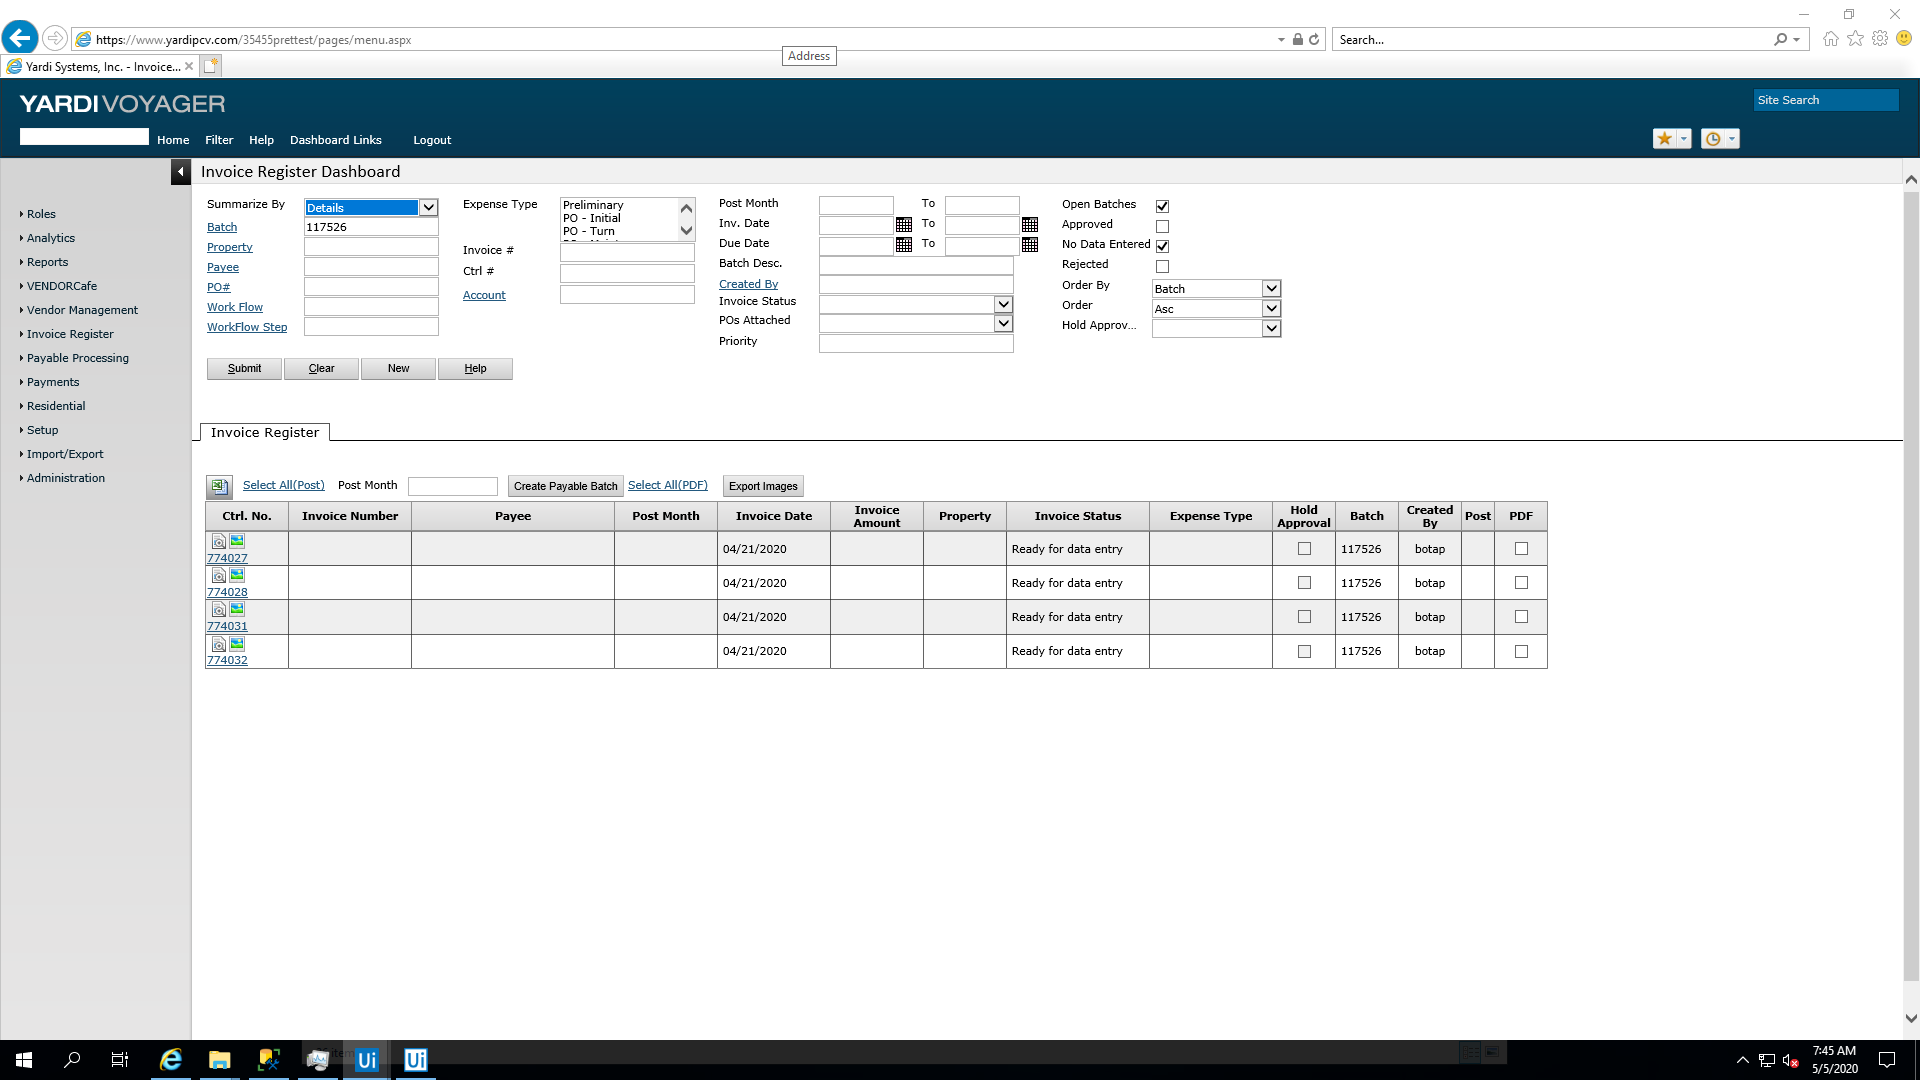 https://www.yardipcv.com/35455prettest/pages/menu.aspx
Search...
Address
Yardi Systems, Inc. - Invoice...
YARDI VOYAGER
Site Search
Home Filter Help Dashboard Links Logout
Invoice Register Dashboard
Roles
Analytics
Reports
VENDORCafe
Vendor Management
Invoice Register
Payable Processing
Payments
Residential
Setup
Import/Export
Administration
Summarize By Details
Batch 117526
Property
Payee
PO#
Work Flow
WorkFlow Step
Expense Type Preliminary
PO - Initial
PO - Turn
Invoice #
Ctrl #
Account
Post Month To
Inv. Date To
Due Date To
Batch Desc.
Created By
Invoice Status
POs Attached
Priority
Open Batches
Approved
No Data Entered
Rejected
Order By Batch
Order Asc
Hold Approv...
Submit Clear New Help
Invoice Register
Select All(Post) Post Month Create Payable Batch Select All(PDF) Export Images
Ctrl. No. Invoice Number Payee Post Month Invoice Date Invoice Amount Property Invoice Status Expense Type Hold Approval Batch Created By Post PDF
774027 04/21/2020 Ready for data entry 117526 botap
774028 04/21/2020 Ready for data entry 117526 botap
774031 04/21/2020 Ready for data entry 117526 botap
774032 04/21/2020 Ready for data entry 117526 botap
Ui
Ui
7:45 AM
5/5/2020